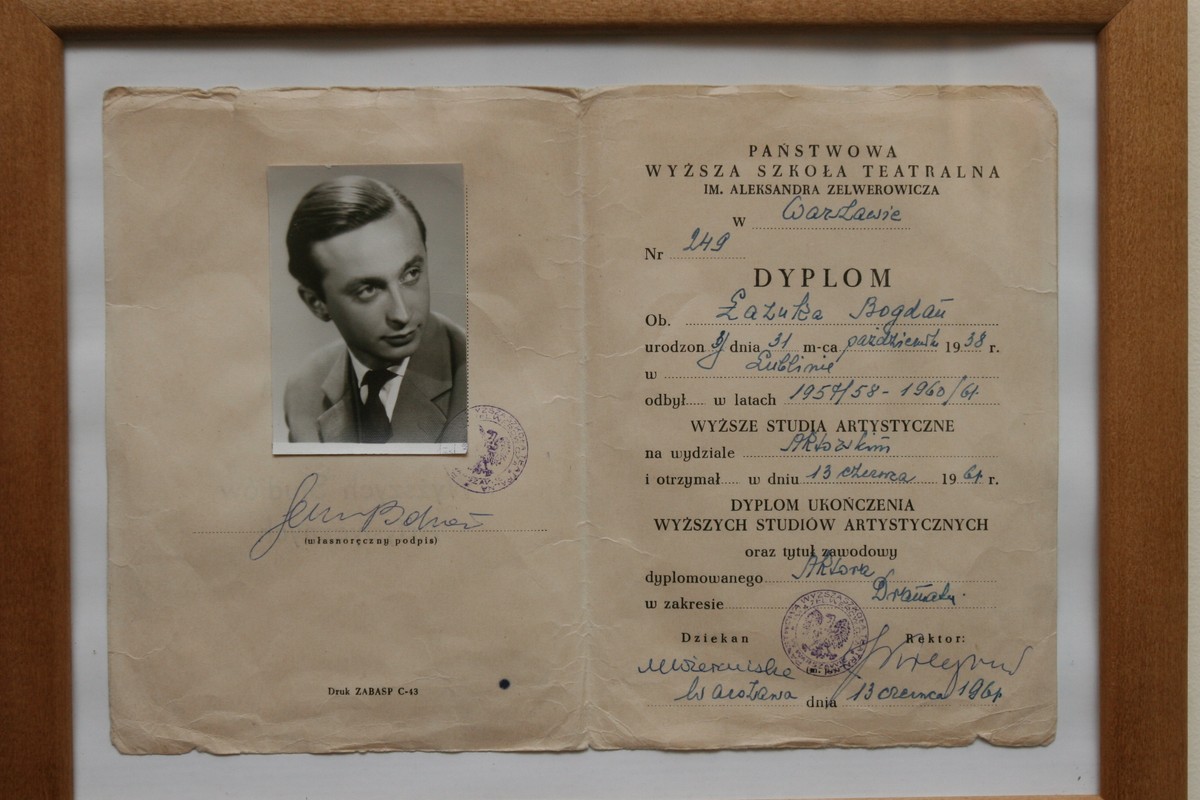 (własnoręczny podpis)
Druk ZABASP C-43
PAŃSTWOWA
WYŻSZA SZKOŁA TEATRALNA
IM. ALEKSANDRA ZELWEROWICZA
w Warszawie
Nr 249
DYPLOM
Ob. Łazuka Bogdan
urodzony dnia 31 m-ca października 1938 r.
w Lublinie
odbył..... w latach 1957/58 - 1960/61
WYŻSZE STUDIA ARTYSTYCZNE
na wydziale Aktorskim
i otrzymał.... w dniu 13 czerwca 1961 r.
DYPLOM UKOŃCZENIA
WYŻSZYCH STUDIÓW ARTYSTYCZNYCH
oraz tytuł zawodowy
dyplomowanego Aktora
w zakresie Dramatu
Dziekan Rektor:
Warszawa dnia 13 czerwca 1961